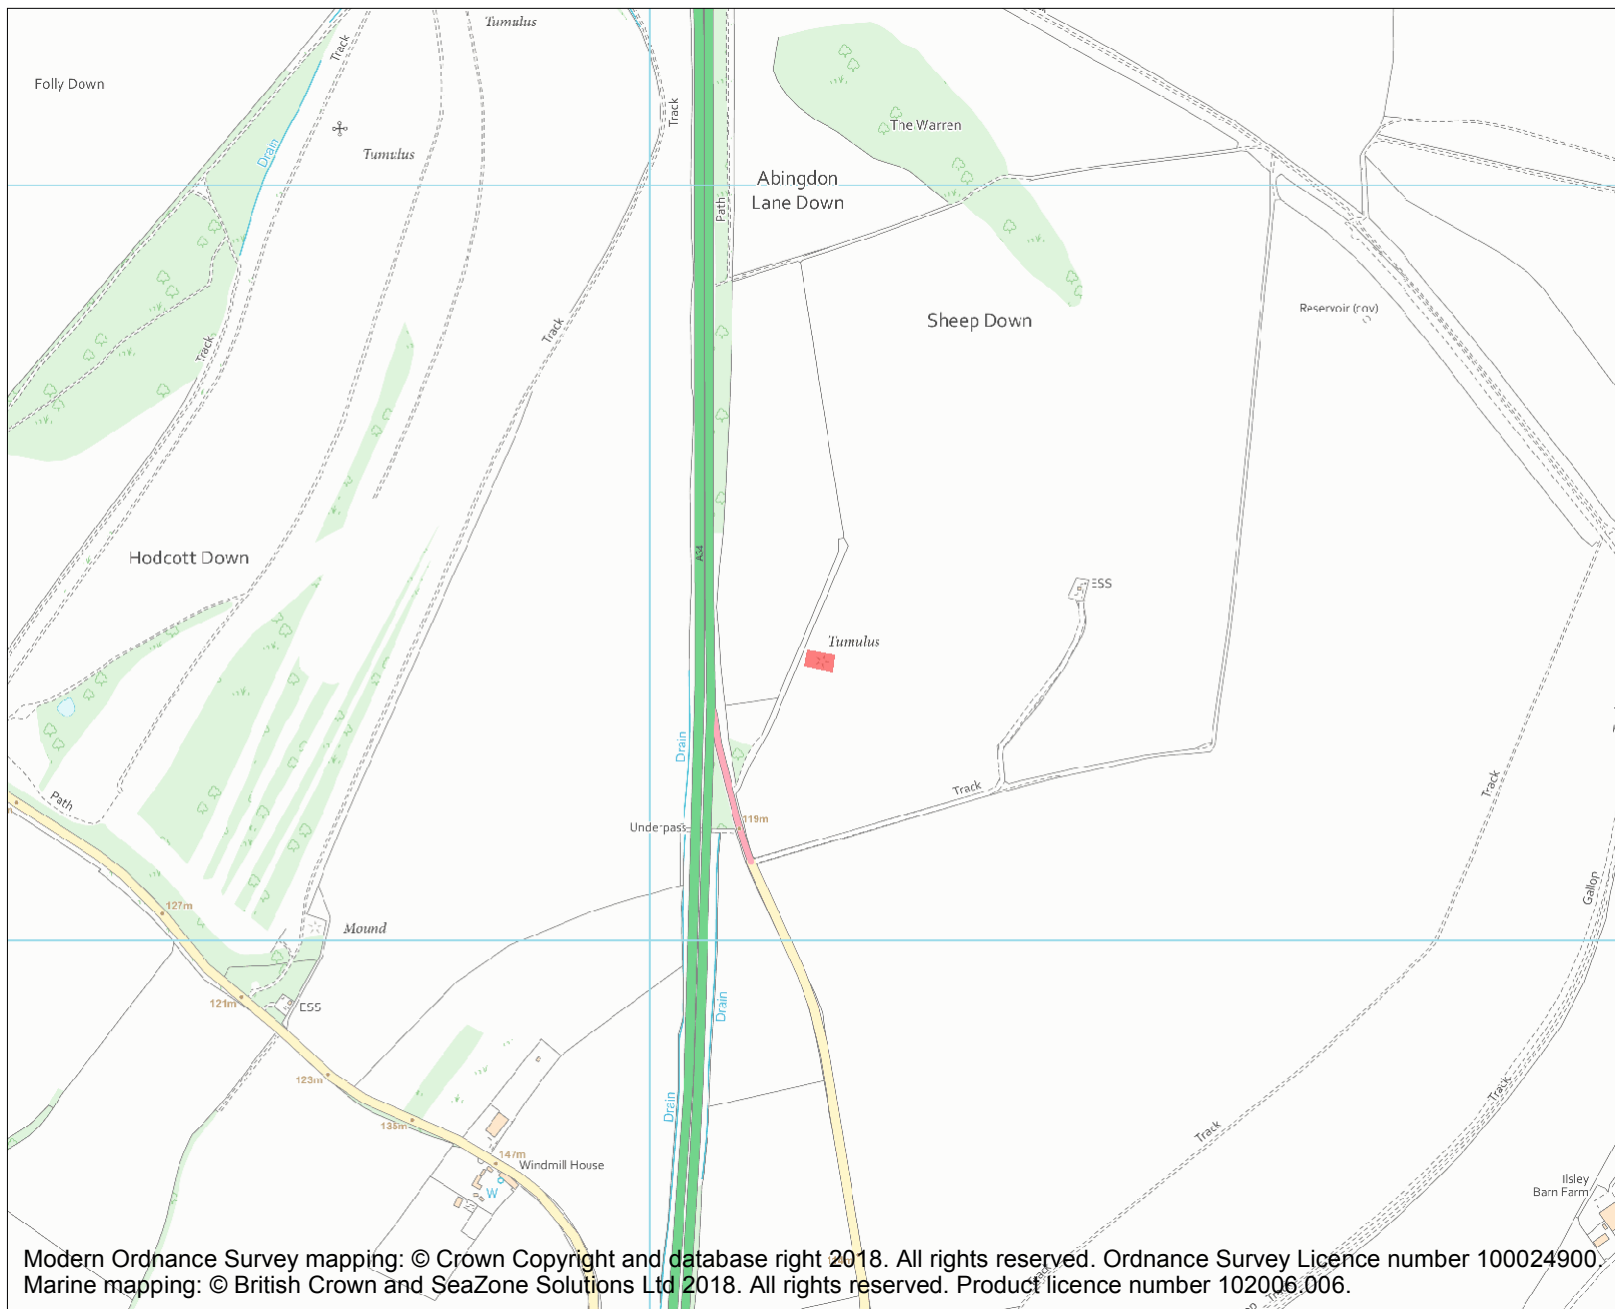 Tumulus
Track
Folly Down
Track
Drain
Tumulus
The Warren
Abingdon
Lane Down
Path
Track
Track
Reservoir (cov)
Sheep Down
A34
Hodcott Down
ESS
Tumulus
Drain
Track
Track
Path
119m
Underpass
Gallop
127m
Mound
121m
ESS
Drain
123m
Drain
135m
Track
Track
147m
Windmill House
W
Ilsley
Barn Farm
Track
Track
Modern Ordnance Survey mapping: © Crown Copyright and database right 2018. All rights reserved. Ordnance Survey Licence number 100024900.
Marine mapping: © British Crown and SeaZone Solutions Ltd 2018. All rights reserved. Product licence number 102006.006.